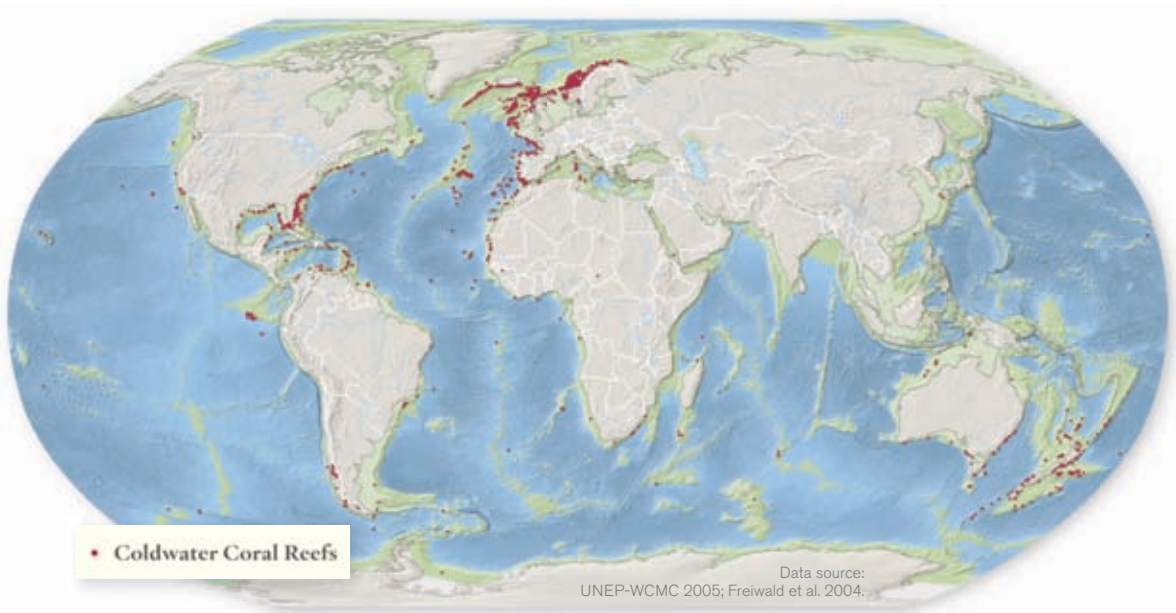 • Coldwater Coral Reefs
Data source:
UNEP-WCMC 2005; Freiwald et al. 2004.